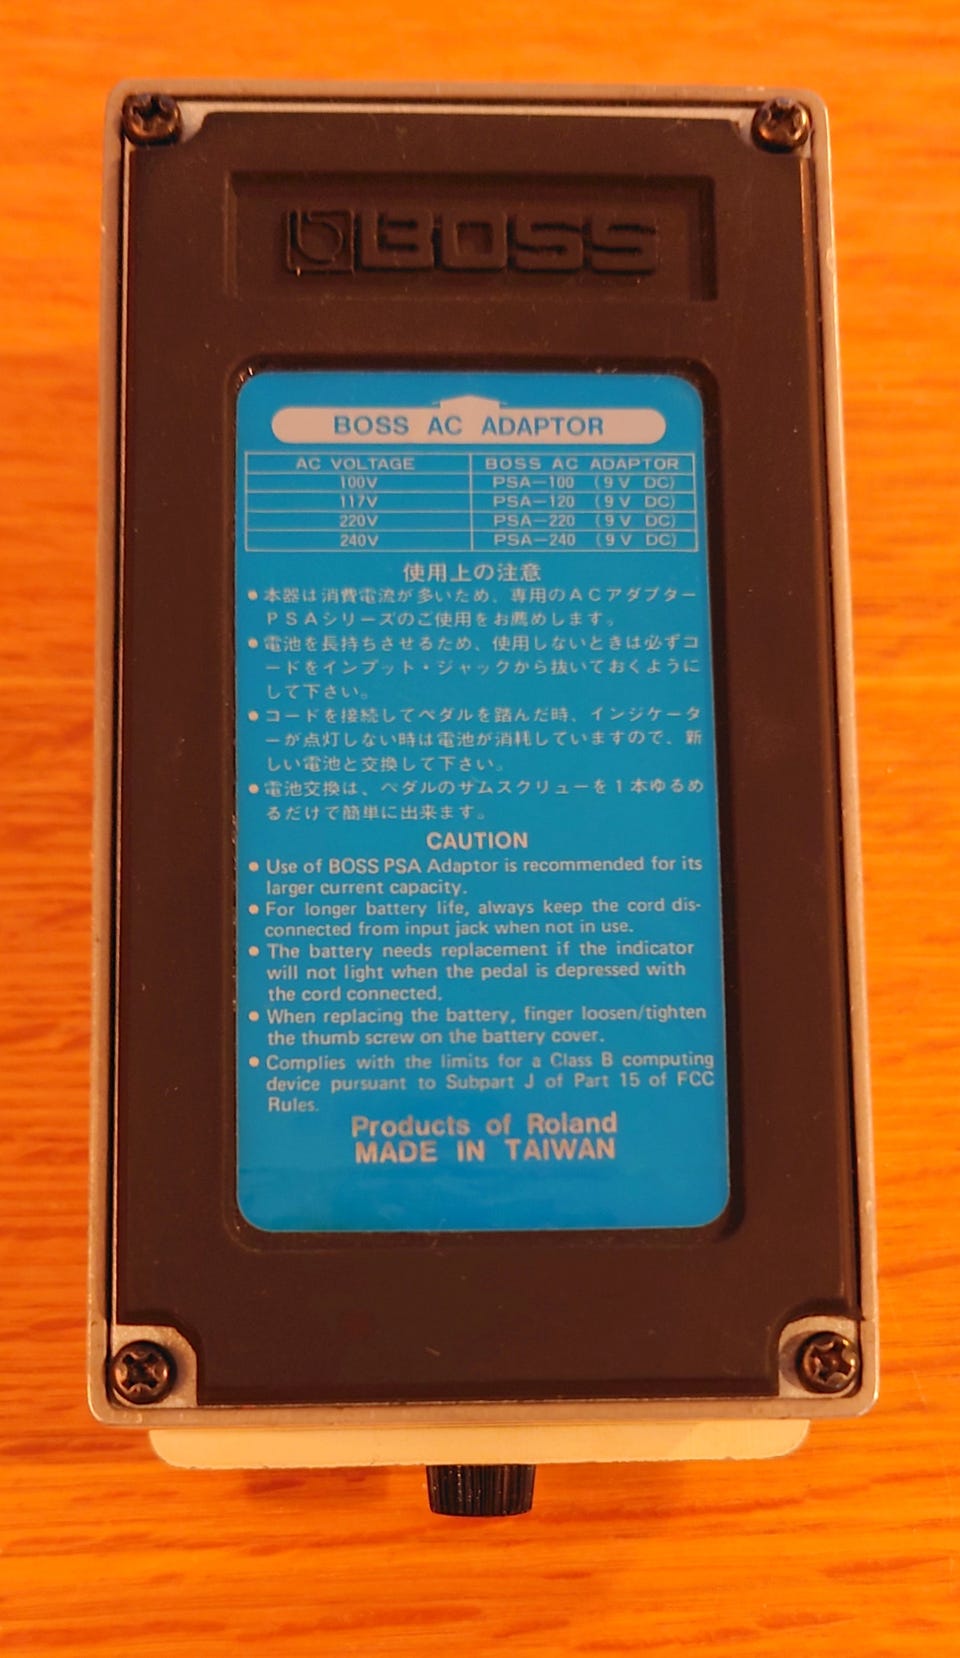 BOSS
BOSS AC ADAPTOR
AC VOLTAGE BOSS AC ADAPTOR
100V PSA-100 (9V DC)
117V PSA-120 (9V DC)
220V PSA-220 (9V DC)
240V PSA-240 (9V DC)
使用上の注意
●本器は消費電流が多いため、専用のACアダプター
PSAシリーズのご使用をお薦めします。
●電池を長持ちさせるため、使用しないときは必ずコ
ードをインプット・ジャックから抜いておくように
して下さい。
●コードを接続してペダルを踏んだ時、インジケータ
ーが点灯しない時は電池が消耗していますので、新
しい電池と交換して下さい。
●電池交換は、ペダルのサムスクリューを1本ゆるめ
るだけで簡単に出来ます。
CAUTION
● Use of BOSS PSA Adaptor is recommended for its
larger current capacity.
● For longer battery life, always keep the cord dis-
connected from input jack when not in use.
● The battery needs replacement if the indicator
will not light when the pedal is depressed with
the cord connected.
● When replacing the battery, finger loosen/tighten
the thumb screw on the battery cover.
● Complies with the limits for a Class B computing
device pursuant to Subpart J of Part 15 of FCC
Rules.
Products of Roland
MADE IN TAIWAN